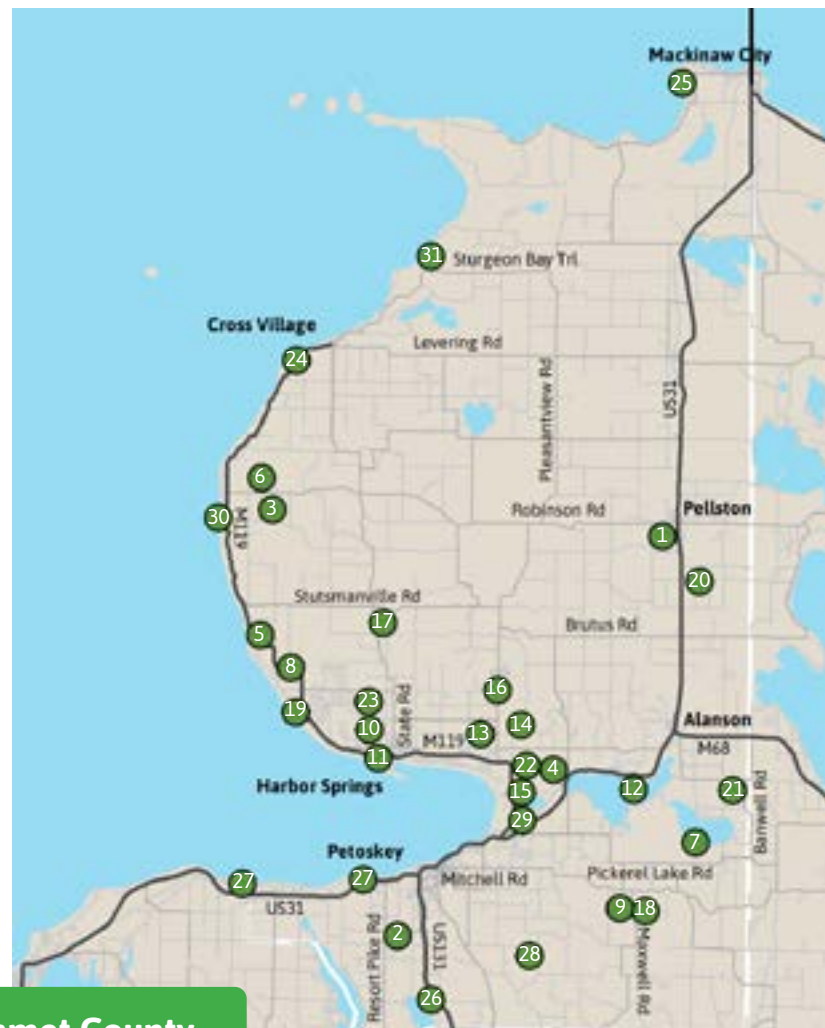 Mackinaw City
25
31
Sturgeon Bay Trl
Cross Village
Levering Rd
24
Pleasantview Rd
US31
6
3
Robinson Rd
Pellston
30
M119
1
20
Stutsmanville Rd
17
Brutus Rd
5
8
16
23
State Rd
19
14
Alanson
10
13
M119
M68
11
22
4
Harbor Springs
15
12
21
Banwell Rd
29
7
Petoskey
27
27
Mitchell Rd
Pickerel Lake Rd
US31
9
18
Resort Pike Rd
2
US131
Maxwell Rd
28
26